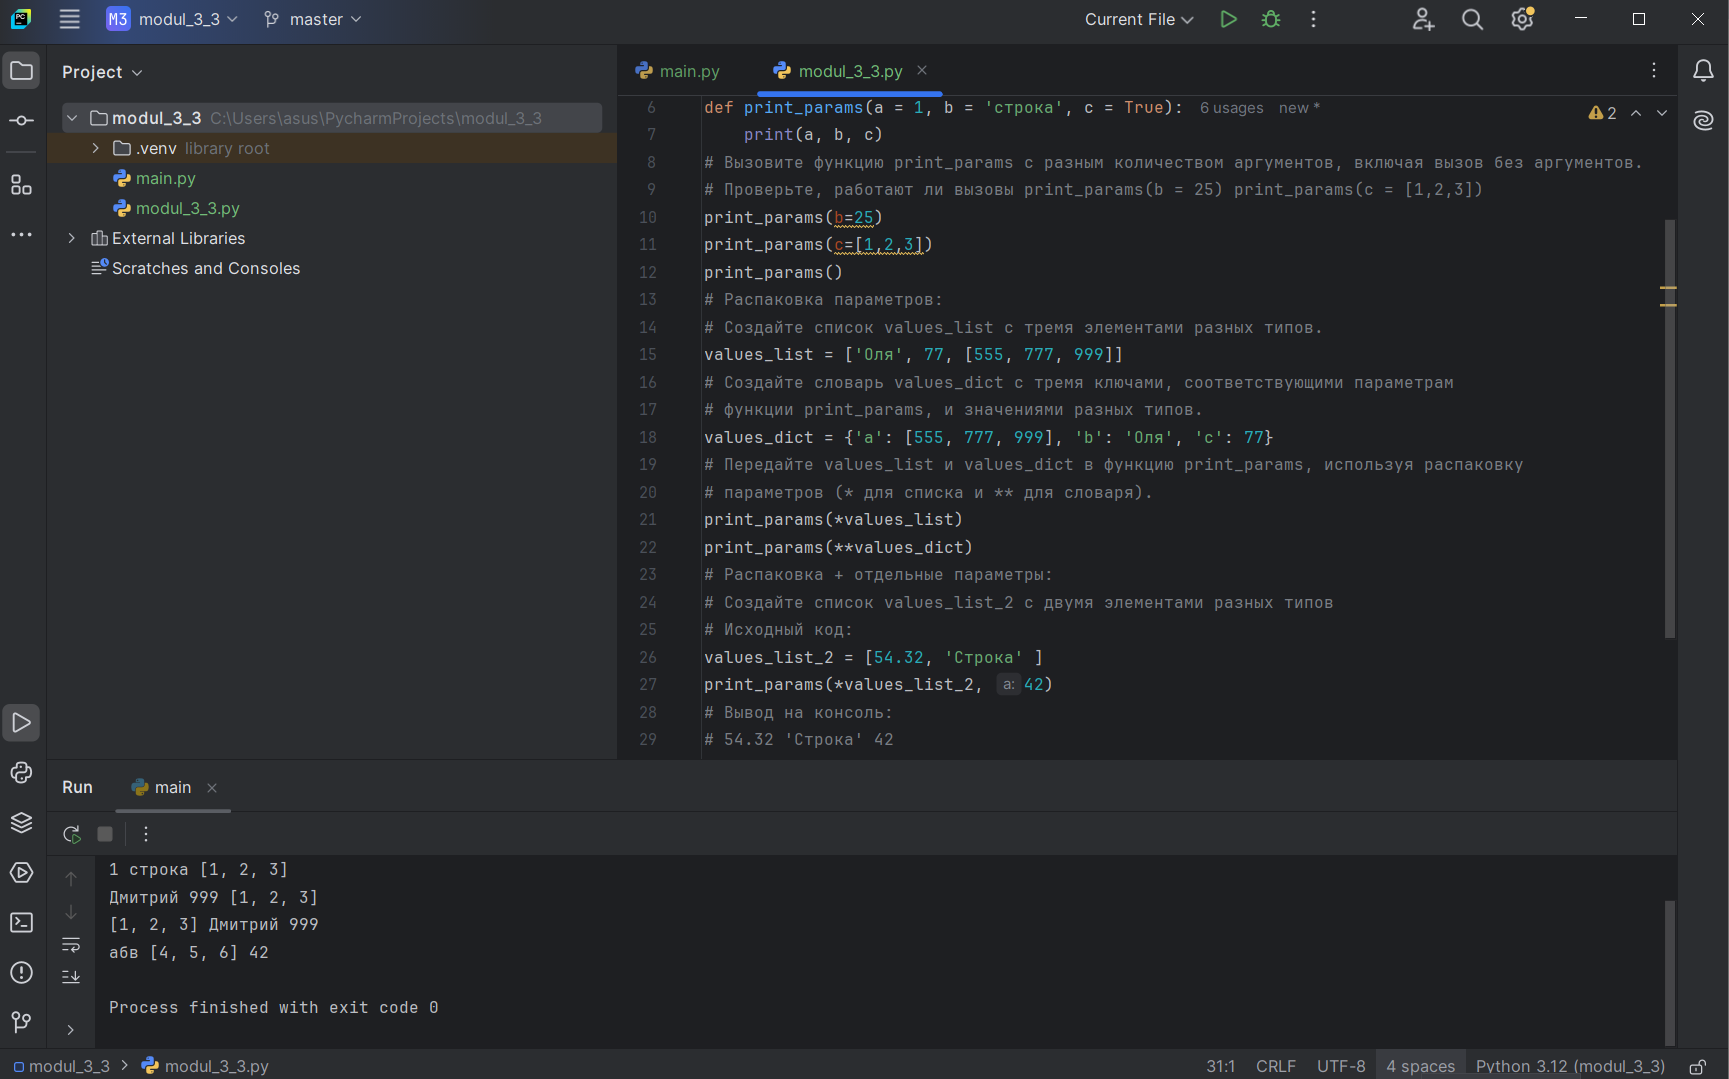 M3 modul_3_3 master Current File
Project
modul_3_3 C:\Users\asus\PycharmProjects\modul_3_3
.venv library root
main.py
modul_3_3.py
External Libraries
Scratches and Consoles
main.py modul_3_3.py
6 def print_params(a = 1, b = 'строка', c = True): 6 usages new *
2
7 print(a, b, c)
8 # Вызовите функцию print_params с разным количеством аргументов, включая вызов без аргументов.
9 # Проверьте, работают ли вызовы print_params(b = 25) print_params(c = [1,2,3])
10 print_params(b=25)
11 print_params(c=[1,2,3])
12 print_params()
13 # Распаковка параметров:
14 # Создайте список values_list с тремя элементами разных типов.
15 values_list = ['Оля', 77, [555, 777, 999]]
16 # Создайте словарь values_dict с тремя ключами, соответствующими параметрам
17 # функции print_params, и значениями разных типов.
18 values_dict = {'a': [555, 777, 999], 'b': 'Оля', 'c': 77}
19 # Передайте values_list и values_dict в функцию print_params, используя распаковку
20 # параметров (* для списка и ** для словаря).
21 print_params(*values_list)
22 print_params(**values_dict)
23 # Распаковка + отдельные параметры:
24 # Создайте список values_list_2 с двумя элементами разных типов
25 # Исходный код:
26 values_list_2 = [54.32, 'Строка' ]
27 print_params(*values_list_2, a: 42)
28 # Вывод на консоль:
29 # 54.32 'Строка' 42
Run main
1 строка [1, 2, 3]
Дмитрий 999 [1, 2, 3]
[1, 2, 3] Дмитрий 999
абв [4, 5, 6] 42
Process finished with exit code 0
modul_3_3 modul_3_3.py 31:1 CRLF UTF-8 4 spaces Python 3.12 (modul_3_3)